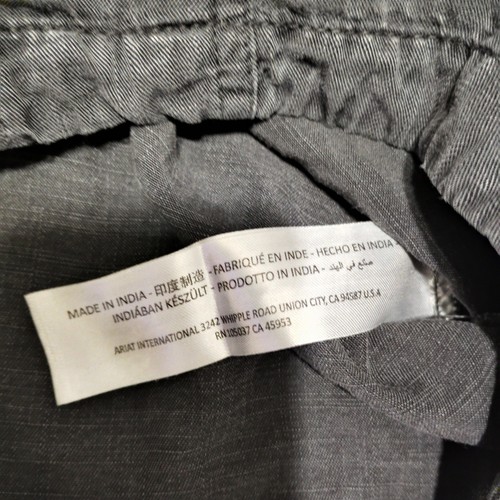 MADE IN INDIA - 印度制造 - FABRIQUÉ EN INDE - HECHO EN INDIA -
INDIÁBAN KÉSZÜLT - PRODOTTO IN INDIA - صنع في الهند
ARIAT INTERNATIONAL 3242 WHIPPLE ROAD UNION CITY, CA 94587 U.S.A
RN 105037 CA 45953